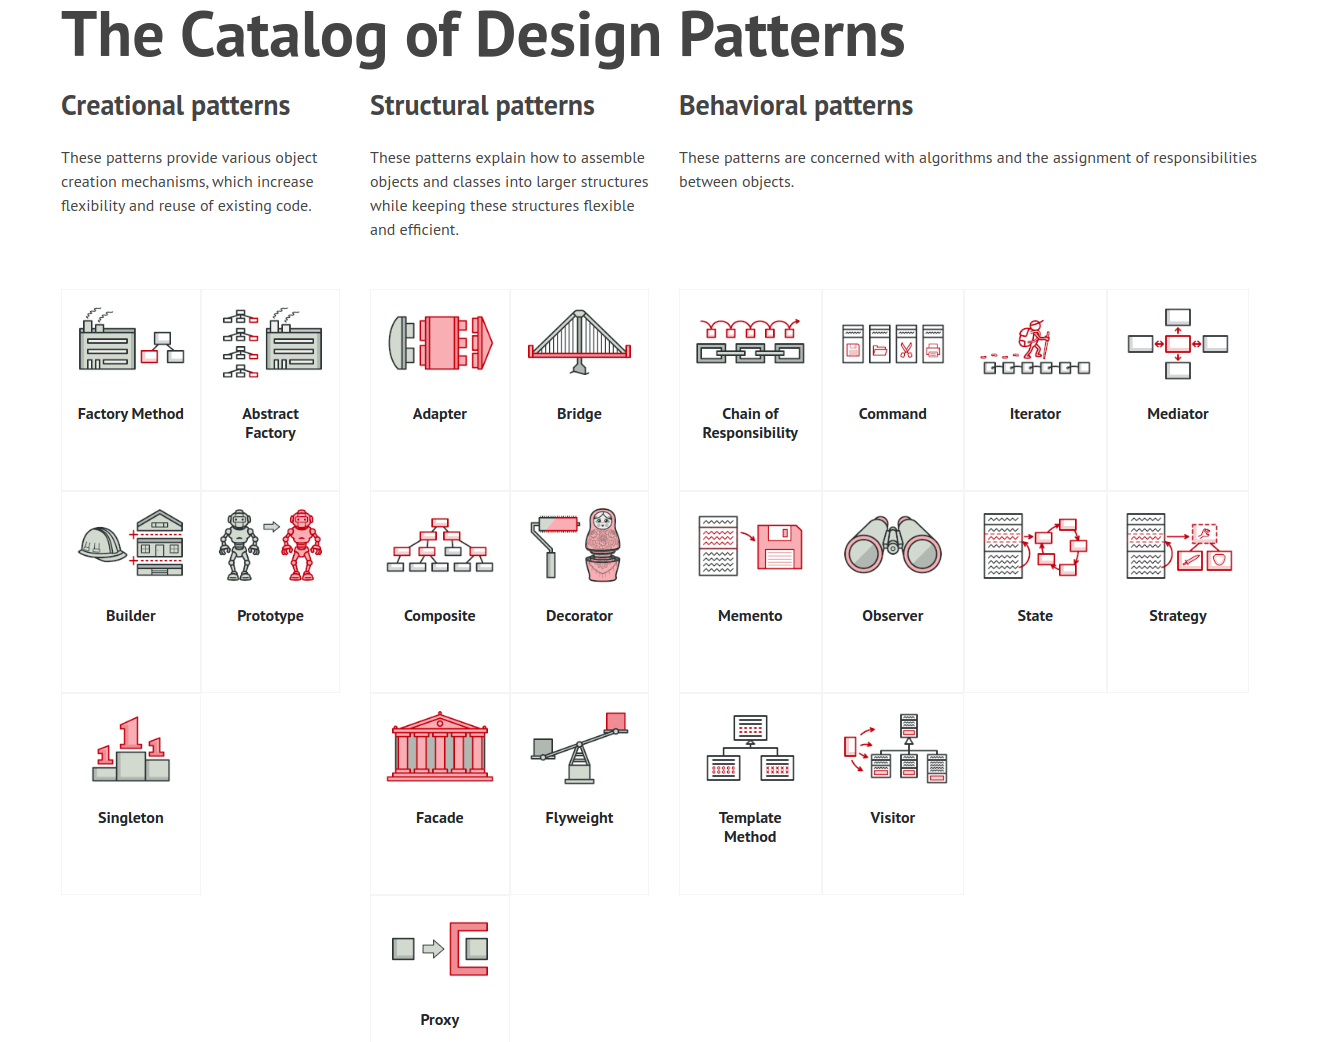 The Catalog of Design Patterns
Creational patterns
These patterns provide various object
creation mechanisms, which increase
flexibility and reuse of existing code.
Factory Method
Abstract
Factory
Builder
Prototype
1
1
1
Singleton
Structural patterns
These patterns explain how to assemble
objects and classes into larger structures
while keeping these structures flexible
and efficient.
Adapter
Bridge
Composite
Decorator
Facade
Flyweight
Proxy
Behavioral patterns
These patterns are concerned with algorithms and the assignment of responsibilities
between objects.
Chain of
Responsibility
Command
Iterator
Mediator
Memento
Observer
State
Strategy
Template
Method
Visitor